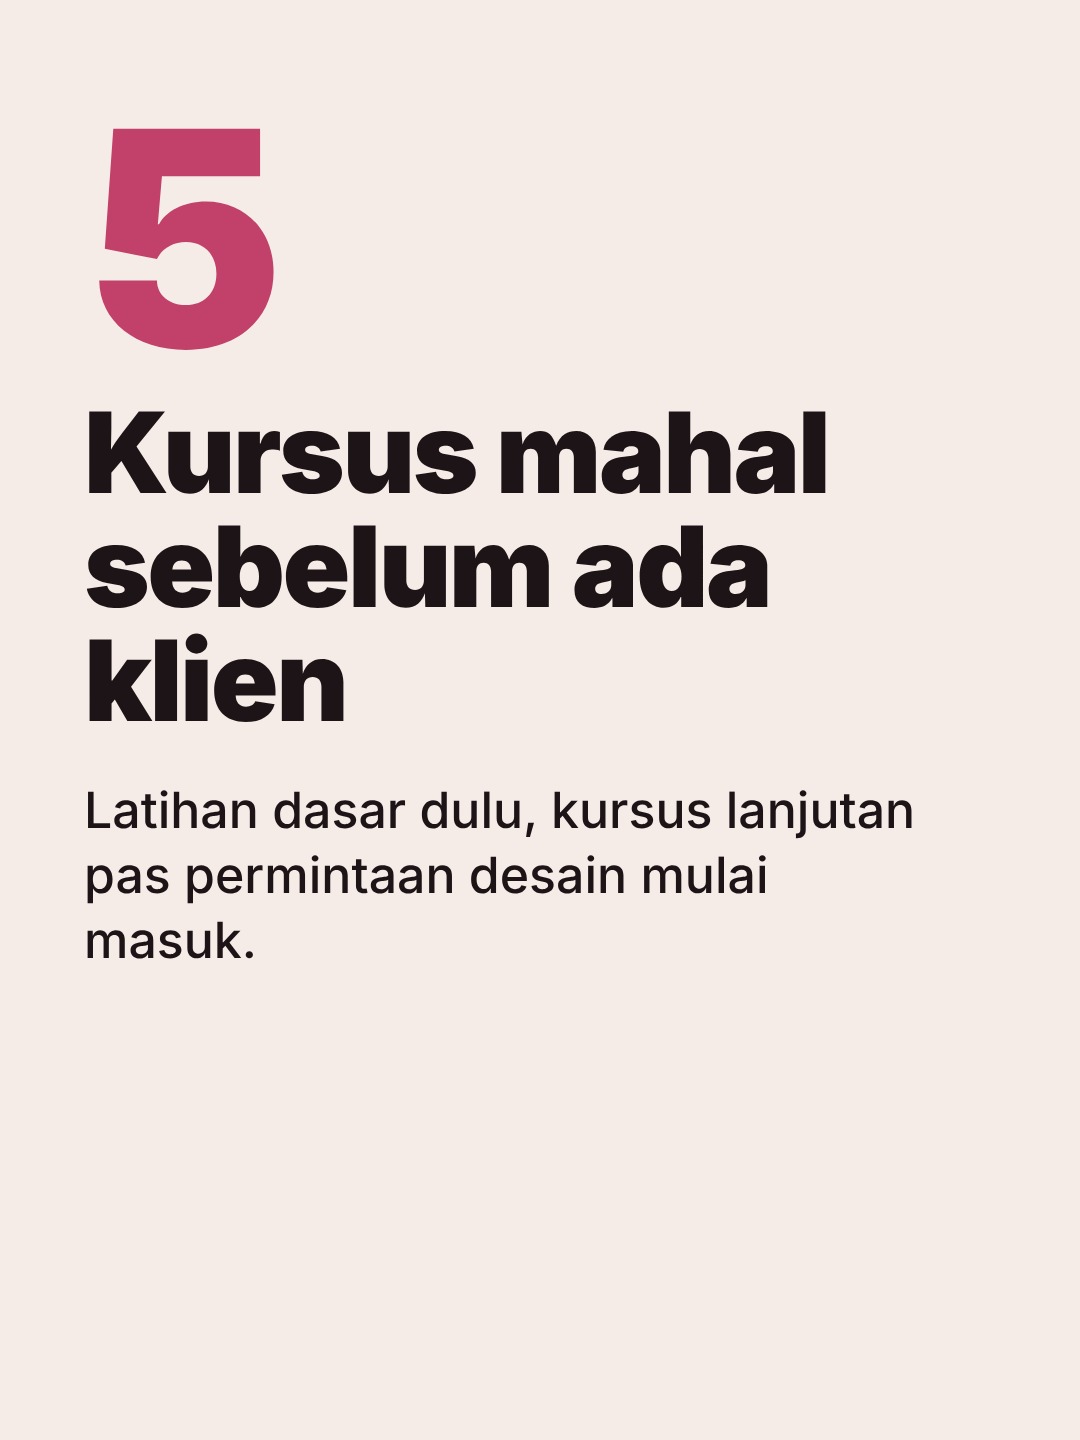 5
Kursus mahal
sebelum ada
klien
Latihan dasar dulu, kursus lanjutan
pas permintaan desain mulai
masuk.